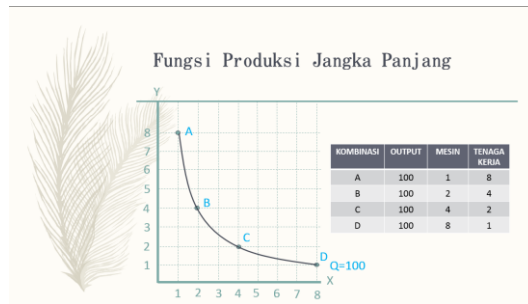 Fungsi Produksi Jangka Panjang
Y
8
7
6
5
4
3
2
1
A
B
C
D
Q=100
X
1 2 3 4 5 6 7 8
KOMBINASI OUTPUT MESIN TENAGA KERJA
A 100 1 8
B 100 2 4
C 100 4 2
D 100 8 1